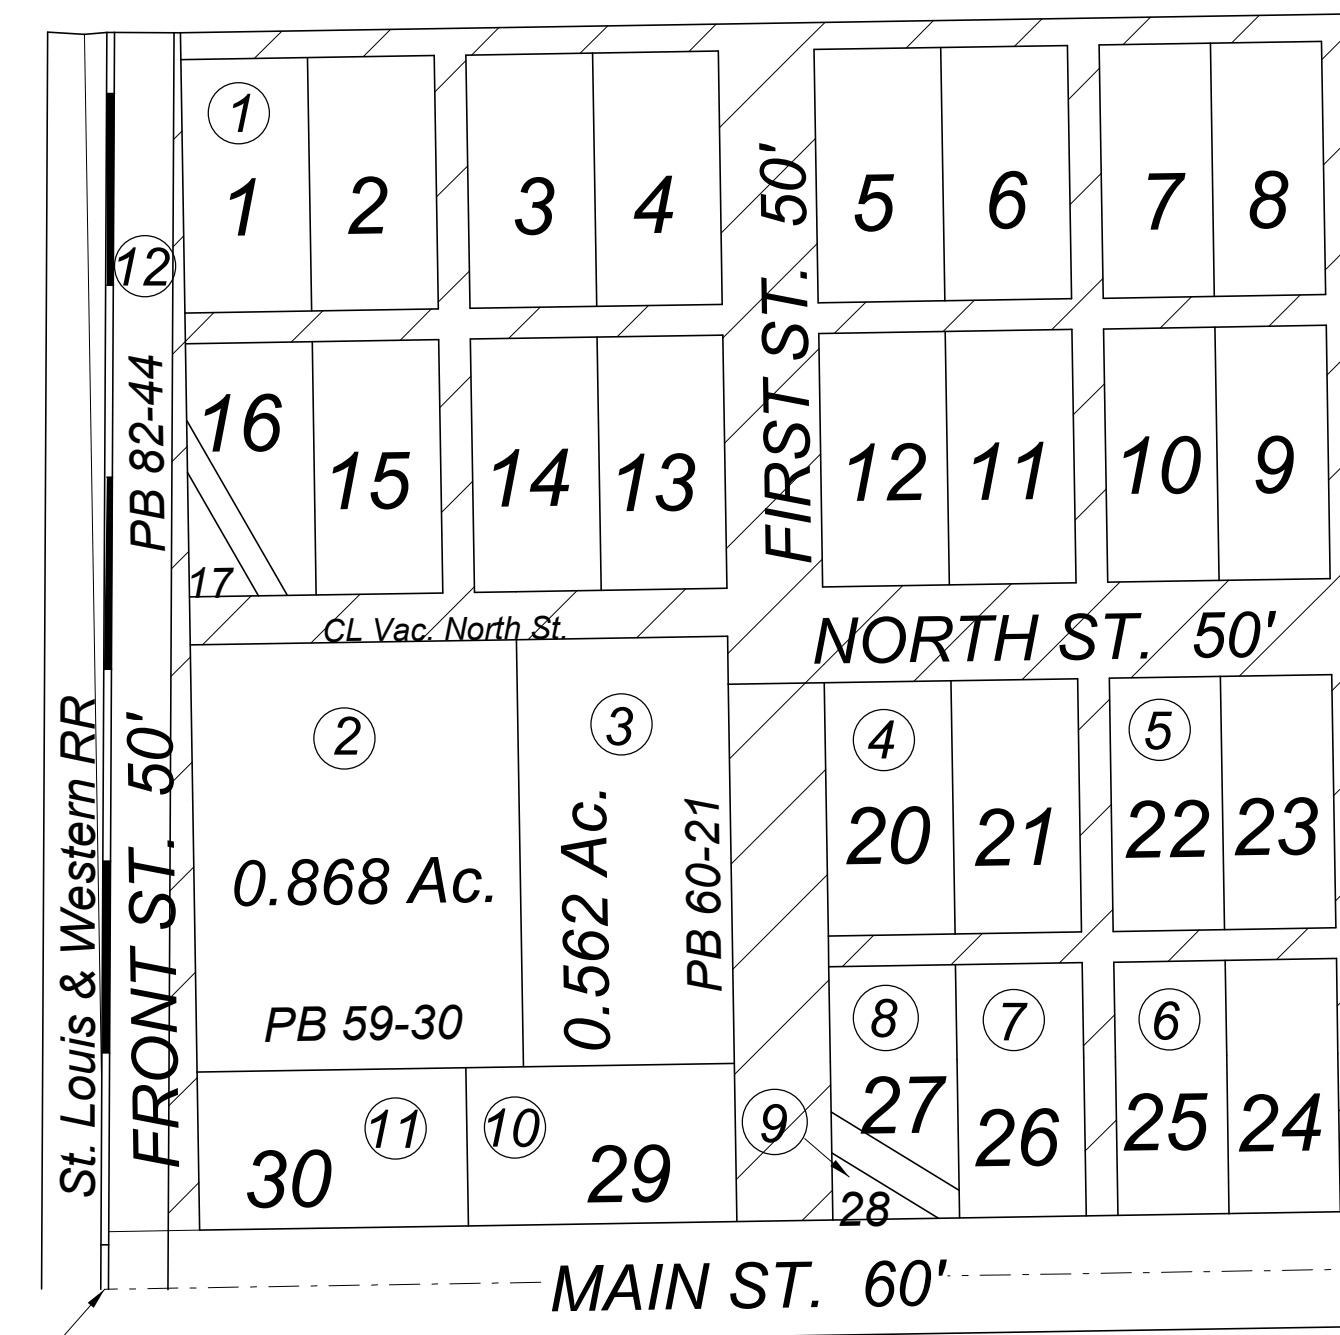 1
1 2 3 4 5 6 7 8
12
PB 82-44
16 15 14 13 12 11 10 9
17
FIRST ST. 50'
CL Vac. North St.
NORTH ST. 50'
2
3
4
5
0.868 Ac.
0.562 Ac.
PB 60-21
20 21 22 23
St. Louis & Western RR
FRONT ST. 50'
PB 59-30
8
7
6
27 26 25 24
11
10
9
30 29
28
MAIN ST. 60'